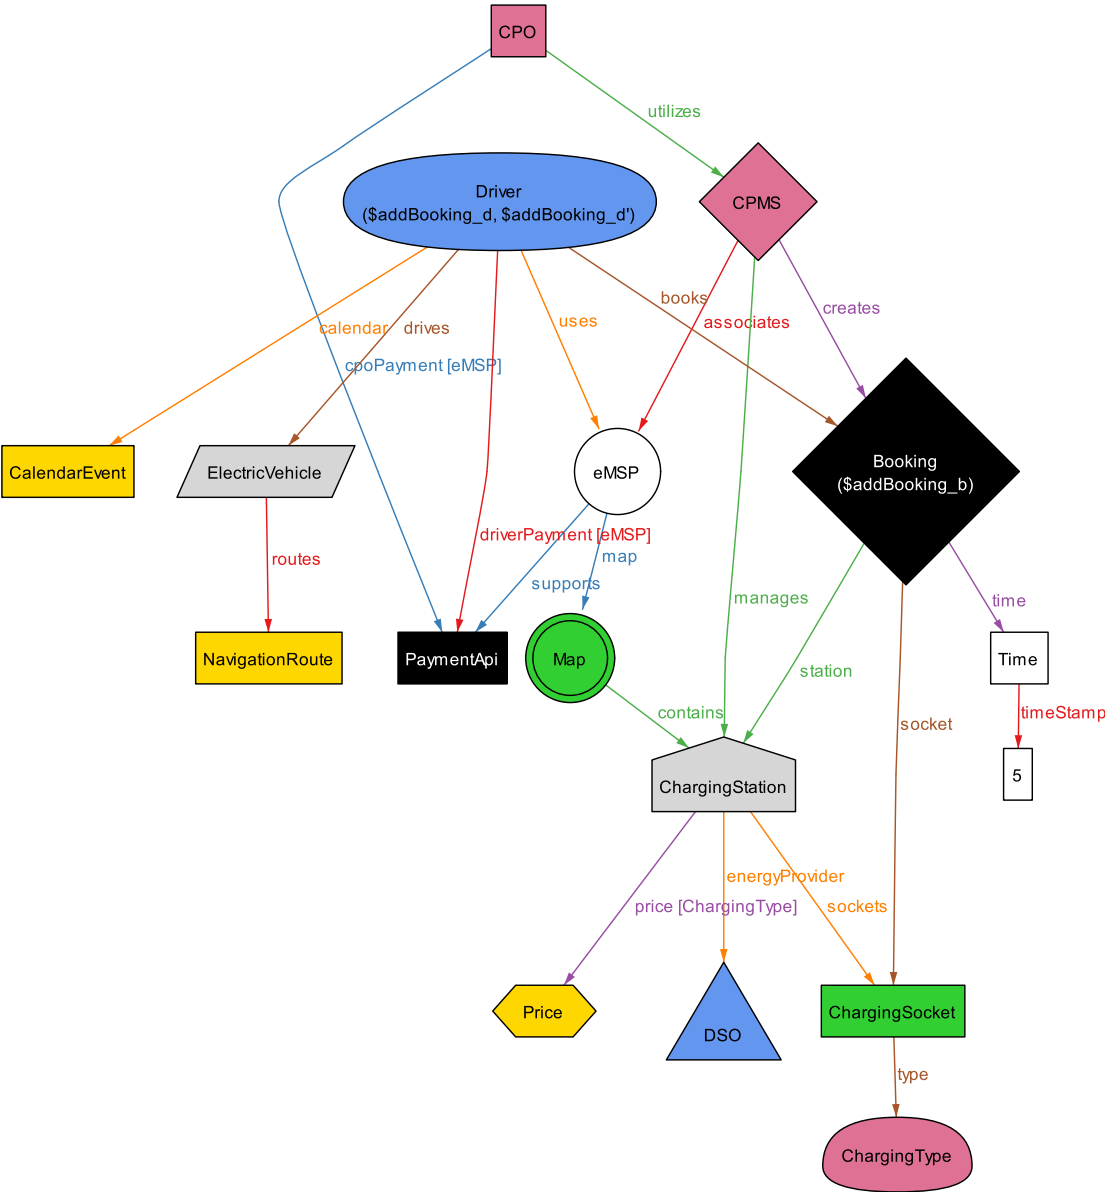 CPO
utilizes
Driver
($addBooking_d, $addBooking_d')
CPMS
books
creates
calendar
drives
uses
associates
cpoPayment [eMSP]
CalendarEvent
ElectricVehicle
eMSP
Booking
($addBooking_b)
driverPayment [eMSP]
routes
map
supports
manages
time
NavigationRoute
PaymentApi
Map
Time
station
contains
timeStamp
socket
ChargingStation
5
energyProvider
price [ChargingType]
sockets
Price
DSO
ChargingSocket
type
ChargingType